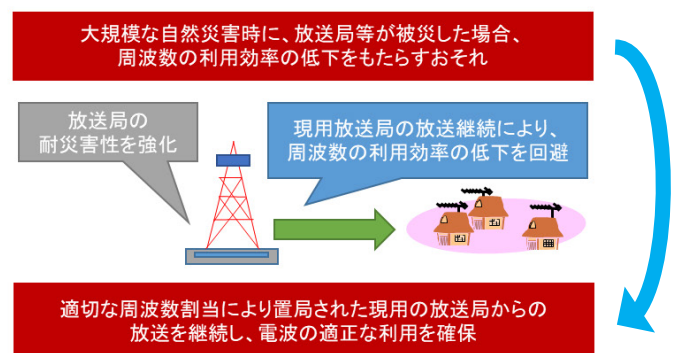 大規模な自然災害時に、放送局等が被災した場合、
周波数の利用効率の低下をもたらすおそれ
放送局の
耐災害性を強化
現用放送局の放送継続により、
周波数の利用効率の低下を回避
適切な周波数割当により置局された現用の放送局からの
放送を継続し、電波の適正な利用を確保